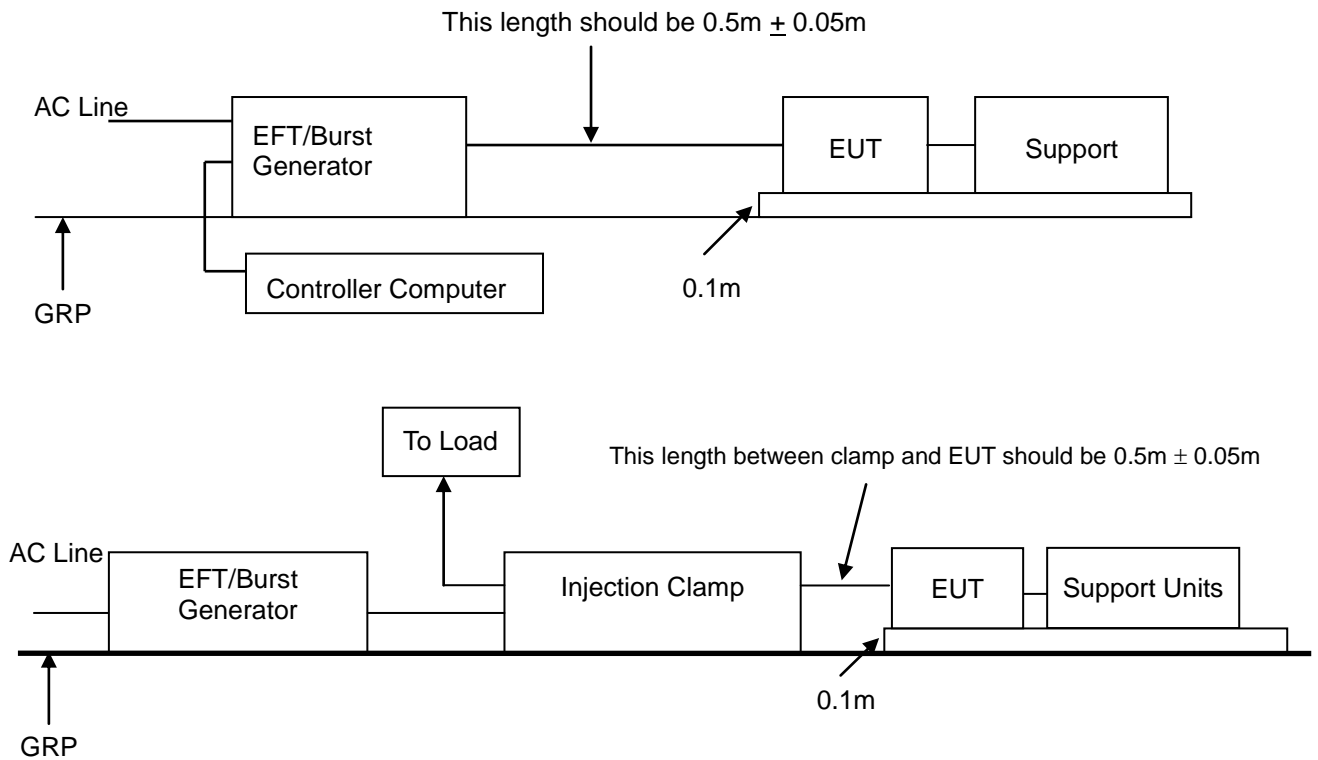 This length should be 0.5m ± 0.05m
AC Line
EFT/Burst
Generator
EUT
Support
Controller Computer
0.1m
GRP
To Load
This length between clamp and EUT should be 0.5m ± 0.05m
AC Line
EFT/Burst
Generator
Injection Clamp
EUT
Support Units
0.1m
GRP